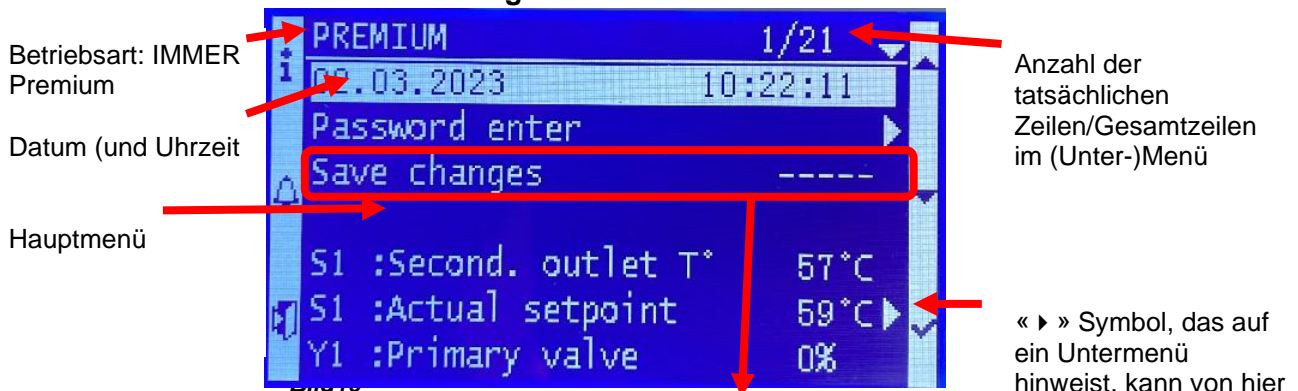 PREMIUM 1/21
02.03.2023 10:22:11
Password enter
Save changes -----
S1 :Second. outlet T° 57°C
S1 :Actual setpoint 59°C
Y1 :Primary valve 0%
Betriebsart: IMMER
Premium
Datum (und Uhrzeit
Hauptmenü
Anzahl der
tatsächlichen
Zeilen/Gesamtzeilen
im (Unter-)Menü
« ▶ » Symbol, das auf
ein Untermenü
hinweist, kann von hier